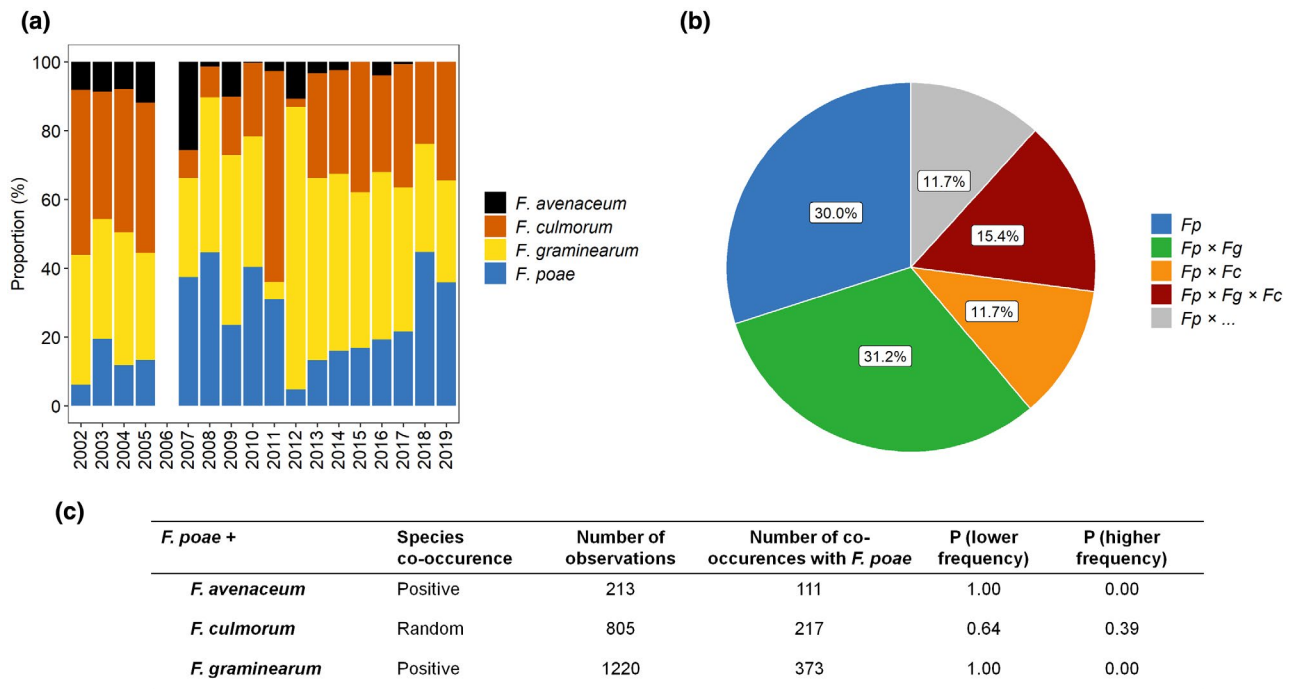 (a)
100
80
60
40
20
0
Proportion (%)
2002
2003
2004
2005
2006
2007
2008
2009
2010
2011
2012
2013
2014
2015
2016
2017
2018
2019
F. avenaceum
F. culmorum
F. graminearum
F. poae
(b)
11.7%
30.0%
15.4%
11.7%
31.2%
Fp
Fp × Fg
Fp × Fc
Fp × Fg × Fc
Fp × ...
(c)
F. poae + Species co-occurence Number of observations Number of co-occurences with F. poae P (lower frequency) P (higher frequency)
F. avenaceum Positive 213 111 1.00 0.00
F. culmorum Random 805 217 0.64 0.39
F. graminearum Positive 1220 373 1.00 0.00